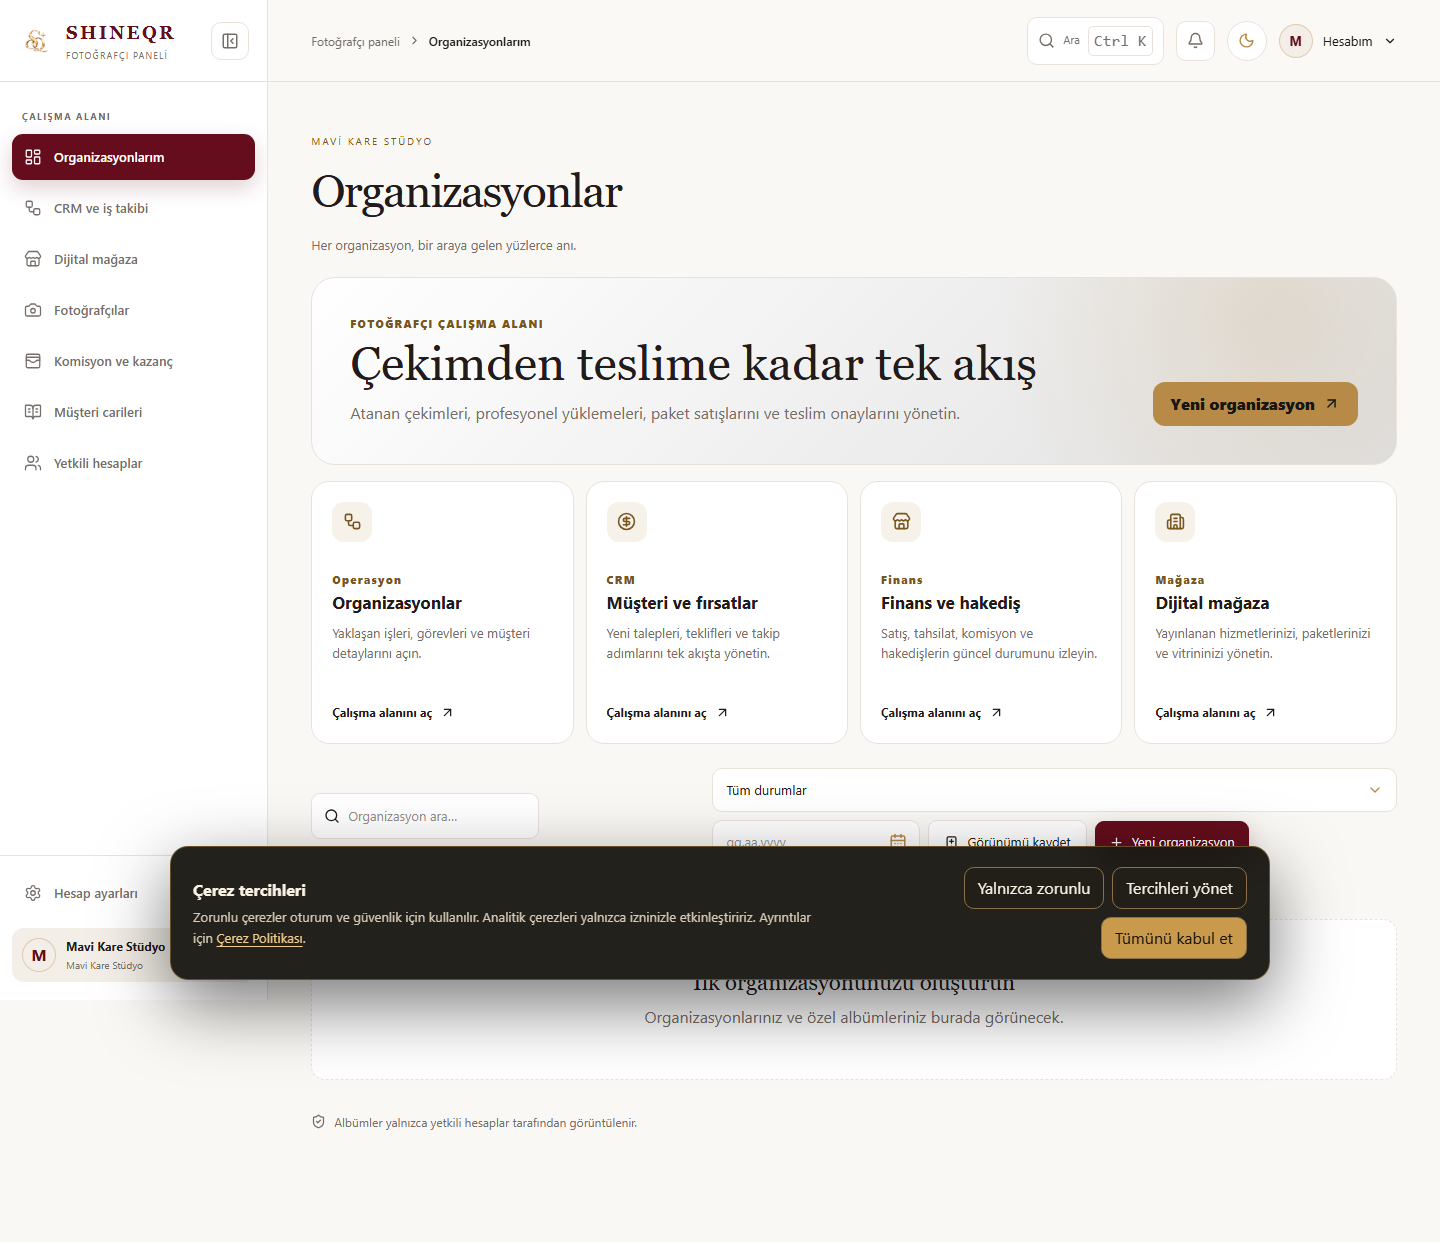 SHINEQR
FOTOĞRAFÇI PANELİ
Fotoğrafçı paneli > Organizasyonlarım
Ara Ctrl K
M Hesabım
ÇALIŞMA ALANI
Organizasyonlarım
CRM ve iş takibi
Dijital mağaza
Fotoğrafçılar
Komisyon ve kazanç
Müşteri carileri
Yetkili hesaplar
Hesap ayarları
M
Mavi Kare Stüdyo
Mavi Kare Stüdyo
MAVİ KARE STÜDYO
Organizasyonlar
Her organizasyon, bir araya gelen yüzlerce anı.
FOTOĞRAFÇI ÇALIŞMA ALANI
Çekimden teslime kadar tek akış
Atanan çekimleri, profesyonel yüklemeleri, paket satışlarını ve teslim onaylarını yönetin.
Yeni organizasyon
Operasyon
Organizasyonlar
Yaklaşan işleri, görevleri ve müşteri
detaylarını açın.
Çalışma alanını aç
CRM
Müşteri ve fırsatlar
Yeni talepleri, teklifleri ve takip
adımlarını tek akışta yönetin.
Çalışma alanını aç
Finans
Finans ve hakediş
Satış, tahsilat, komisyon ve
hakedişlerin güncel durumunu izleyin.
Çalışma alanını aç
Mağaza
Dijital mağaza
Yayınlanan hizmetlerinizi, paketlerinizi
ve vitrininizi yönetin.
Çalışma alanını aç
Organizasyon ara...
Tüm durumlar
gg.aa.yyyy
Görünümü kaydet
Yeni organizasyon
Çerez tercihleri
Zorunlu çerezler oturum ve güvenlik için kullanılır. Analitik çerezleri yalnızca izninizle etkinleştiririz. Ayrıntılar
için Çerez Politikası.
Yalnızca zorunlu
Tercihleri yönet
Tümünü kabul et
İlk organizasyonunuzu oluşturun
Organizasyonlarınız ve özel albümleriniz burada görünecek.
Albümler yalnızca yetkili hesaplar tarafından görüntülenir.